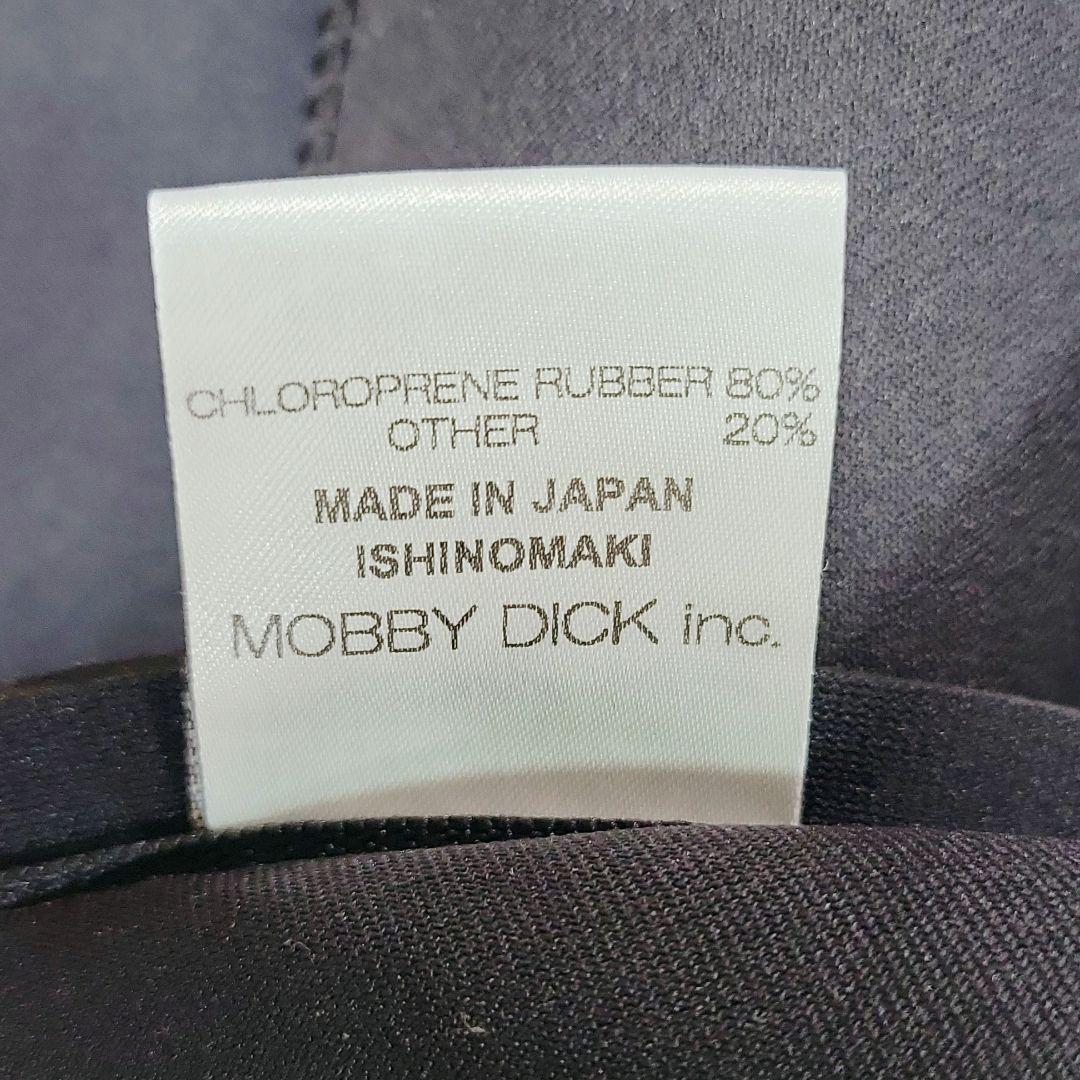 CHLOROPRENE RUBBER 80%
OTHER 20%
MADE IN JAPAN
ISHINOMAKI
MOBBY DICK inc.